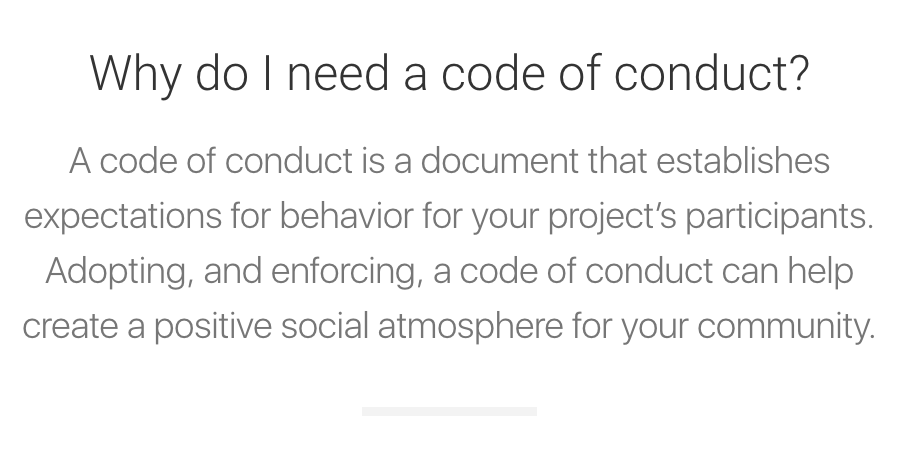 Why do I need a code of conduct?
A code of conduct is a document that establishes
expectations for behavior for your project’s participants.
Adopting, and enforcing, a code of conduct can help
create a positive social atmosphere for your community.